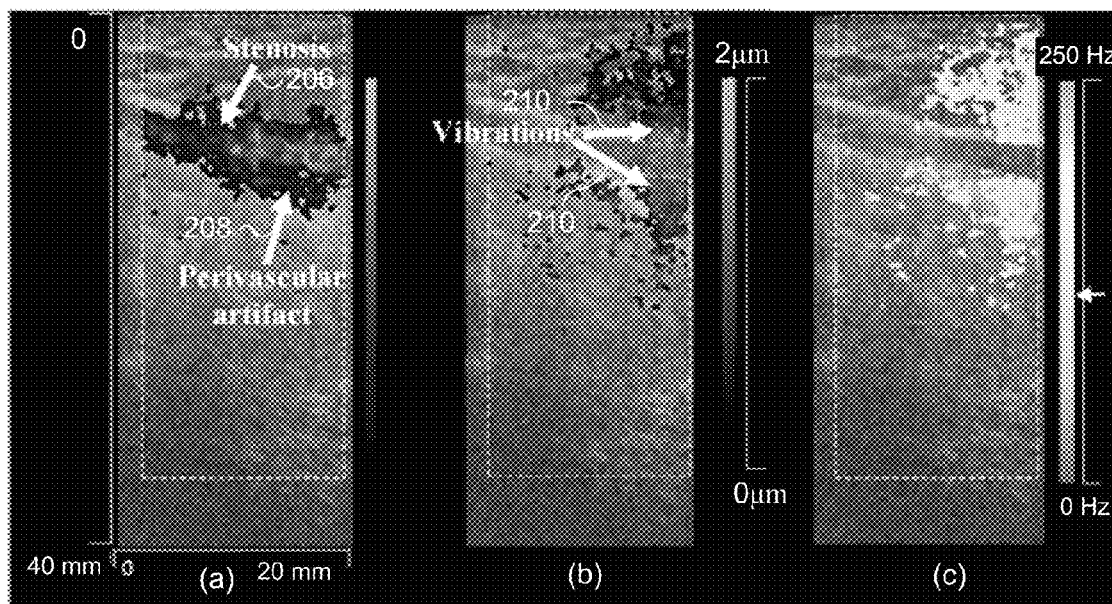 0
Stenosis
206
208
Perivascular
artifact
40 mm
0
20 mm
(a)
210
Vibrations
210
2μm
0μm
(b)
250 Hz
0 Hz
(c)